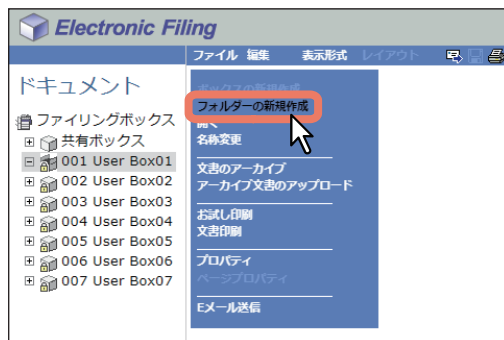 Electronic Filing
ファイル 編集 表示形式 レイアウト
ドキュメント
ファイリングボックス
共有ボックス
001 User Box01
002 User Box02
003 User Box03
004 User Box04
005 User Box05
006 User Box06
007 User Box07
ボックスの新規作成
フォルダーの新規作成
開く
名称変更
文書のアーカイブ
アーカイブ文書のアップロード
お試し印刷
文書印刷
プロパティ
ページプロパティ
Eメール送信